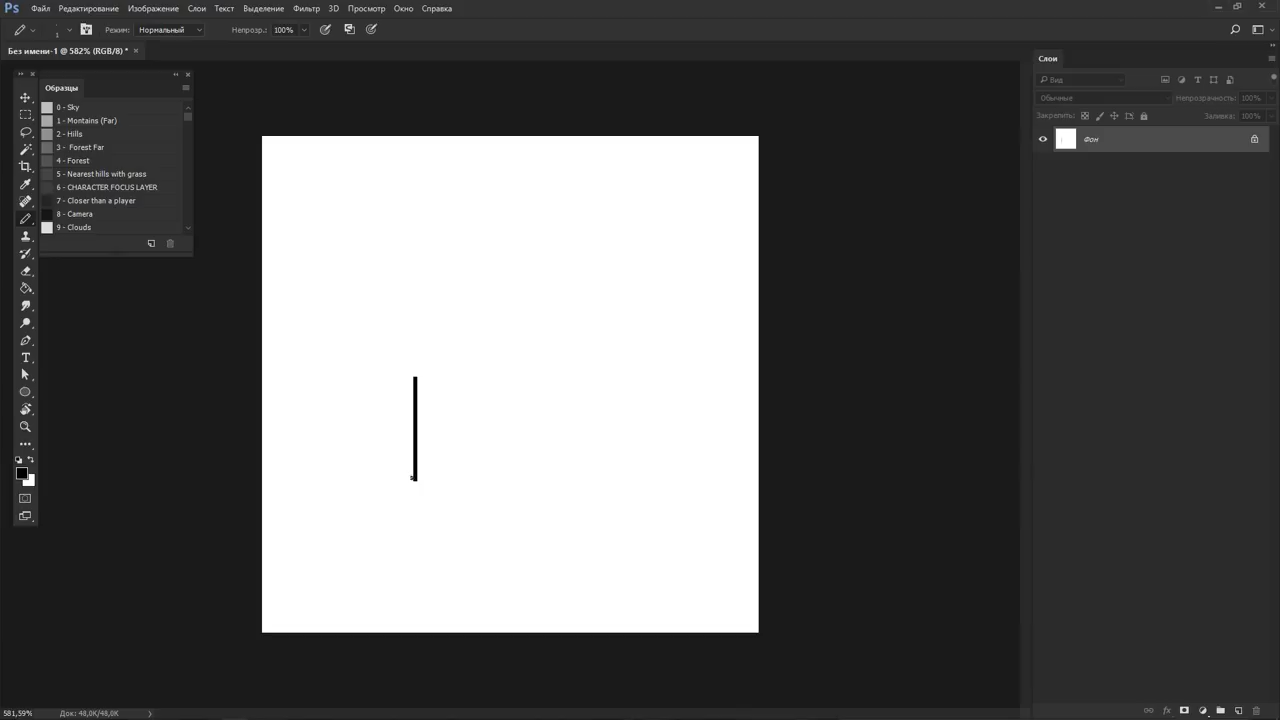 Ps Файл Редактирование Изображение Слои Текст Выделение Фильтр 3D Просмотр Окно Справка
1 Режим: Нормальный Непрозр.: 100%
Без имени-1 @ 582% (RGB/8) * ×
Образцы
0 - Sky
1 - Montains (Far)
2 - Hills
3 - Forest Far
4 - Forest
5 - Nearest hills with grass
6 - CHARACTER FOCUS LAYER
7 - Closer than a player
8 - Camera
9 - Clouds
Слои
Вид
Обычные Непрозрачность: 100%
Закрепить: Заливка: 100%
Фон
fx
581,59% Док: 48,0K/48,0K